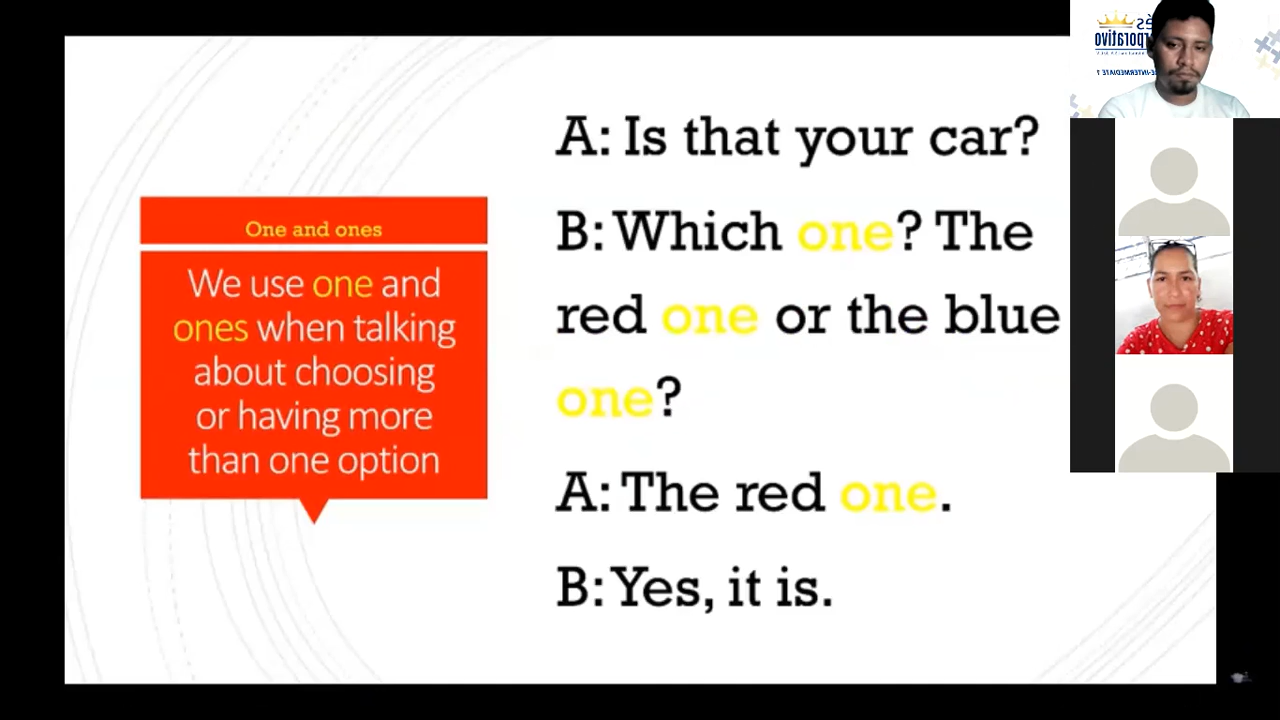 One and ones
We use one and
ones when talking
about choosing
or having more
than one option
A: Is that your car?
B: Which one? The
red one or the blue
one?
A: The red one.
B: Yes, it is.